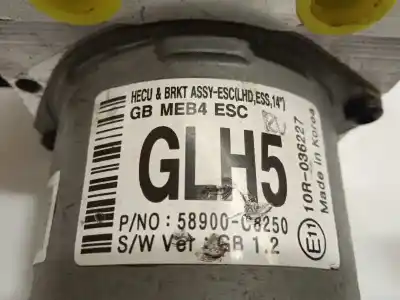 HECU & BRKT ASSY-ESC(LHD,ESS,14")
GB MEB4 ESC
GLH5
P/NO : 58900-C8250
S/W Ver : GB 1.2
E11
10R-036227
Made in Korea